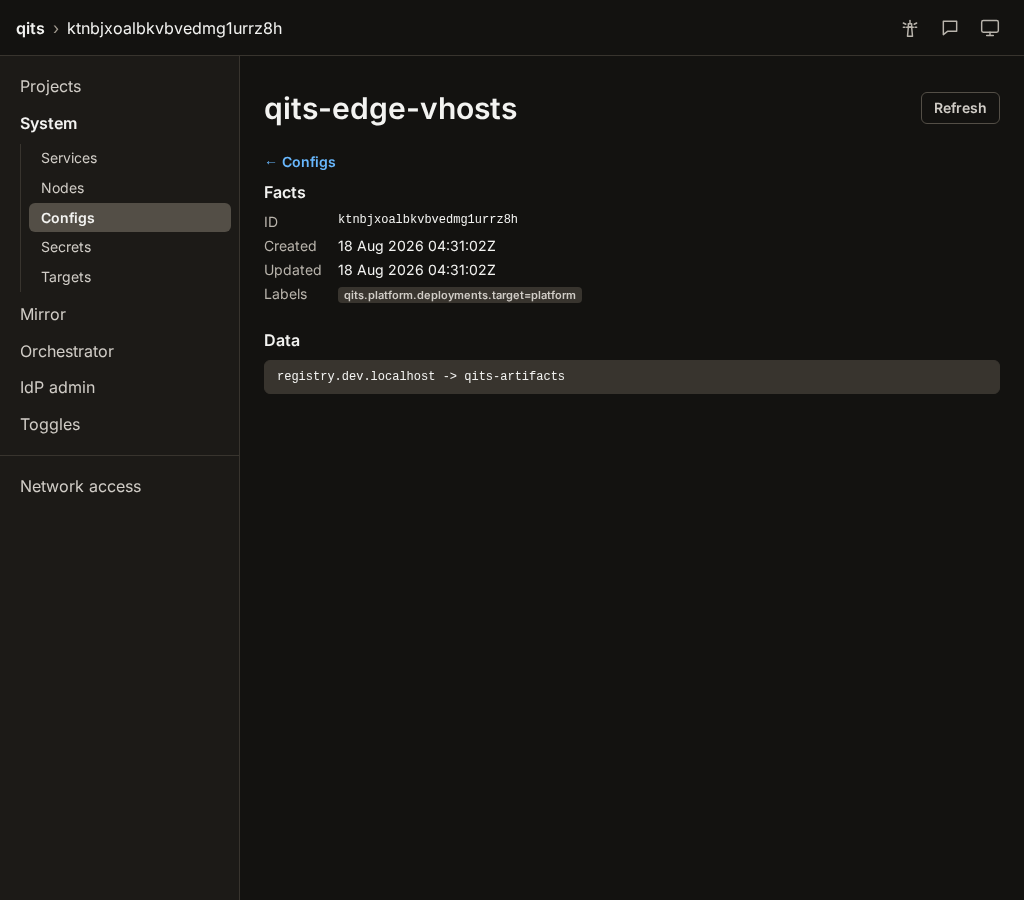 qits › ktnbjxoalbkvbvedmg1urrz8h
Projects
System
Services
Nodes
Configs
Secrets
Targets
Mirror
Orchestrator
IdP admin
Toggles
Network access
qits-edge-vhosts
Refresh
← Configs
Facts
ID ktnbjxoalbkvbvedmg1urrz8h
Created 18 Aug 2026 04:31:02Z
Updated 18 Aug 2026 04:31:02Z
Labels qits.platform.deployments.target=platform
Data
registry.dev.localhost -> qits-artifacts